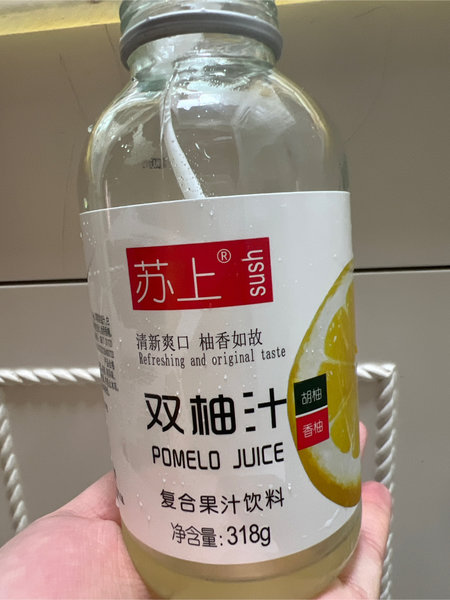 苏上®
sush
清新爽口 柚香如故
Refreshing and original taste
双柚汁
胡柚
香柚
POMELO JUICE
复合果汁饮料
净含量:318g